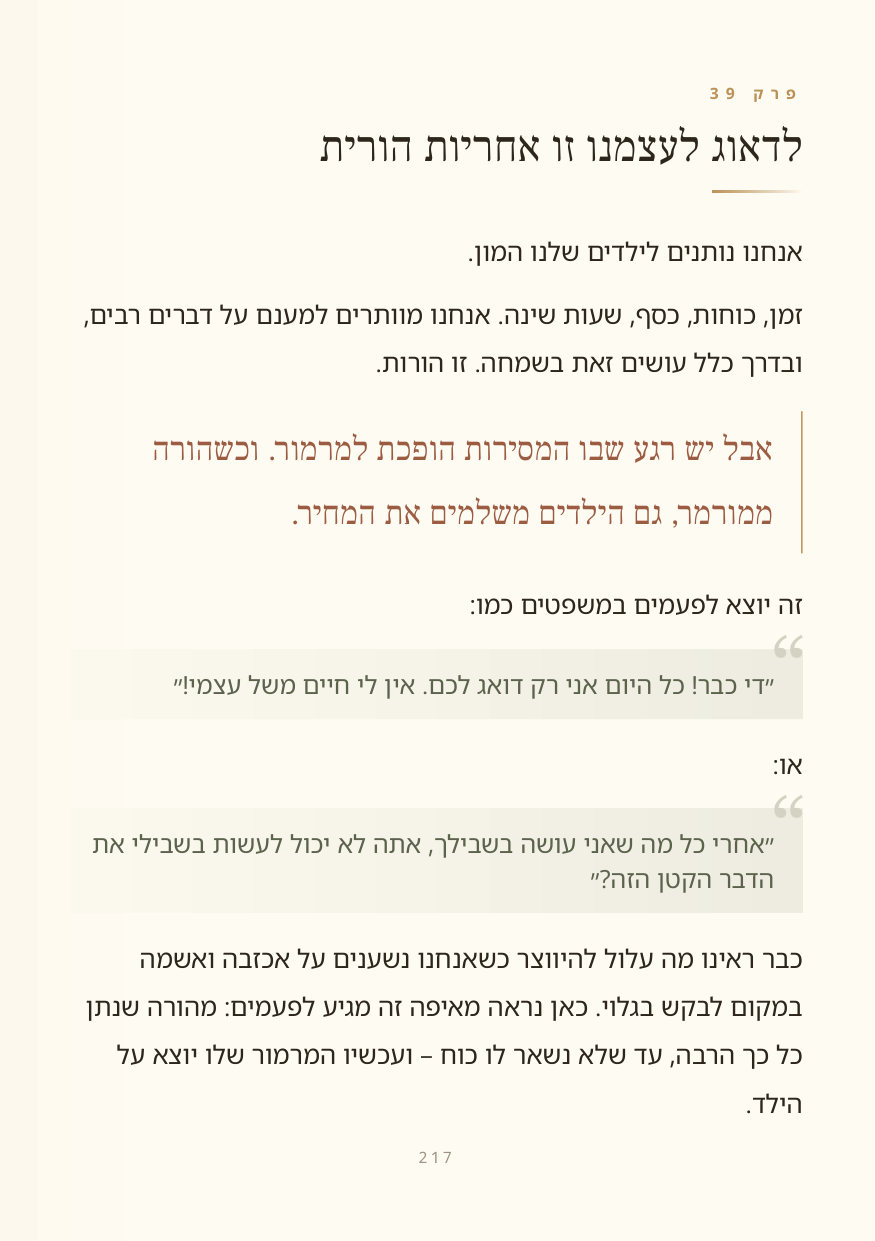 פרק 39
לדאוג לעצמנו זו אחריות הורית
אנחנו נותנים לילדים שלנו המון.
זמן, כוחות, כסף, שעות שינה. אנחנו מוותרים למענם על דברים רבים,
ובדרך כלל עושים זאת בשמחה. זו הורות.
אבל יש רגע שבו המסירות הופכת למרמור. וכשהורה
ממורמר, גם הילדים משלמים את המחיר.
זה יוצא לפעמים במשפטים כמו:
“
״די כבר! כל היום אני רק דואג לכם. אין לי חיים משל עצמי!״
או:
“
״אחרי כל מה שאני עושה בשבילך, אתה לא יכול לעשות בשבילי את
הדבר הקטן הזה?״
כבר ראינו מה עלול להיווצר כשאנחנו נשענים על אכזבה ואשמה
במקום לבקש בגלוי. כאן נראה מאיפה זה מגיע לפעמים: מהורה שנתן
כל כך הרבה, עד שלא נשאר לו כוח – ועכשיו המרמור שלו יוצא על
הילד.
217